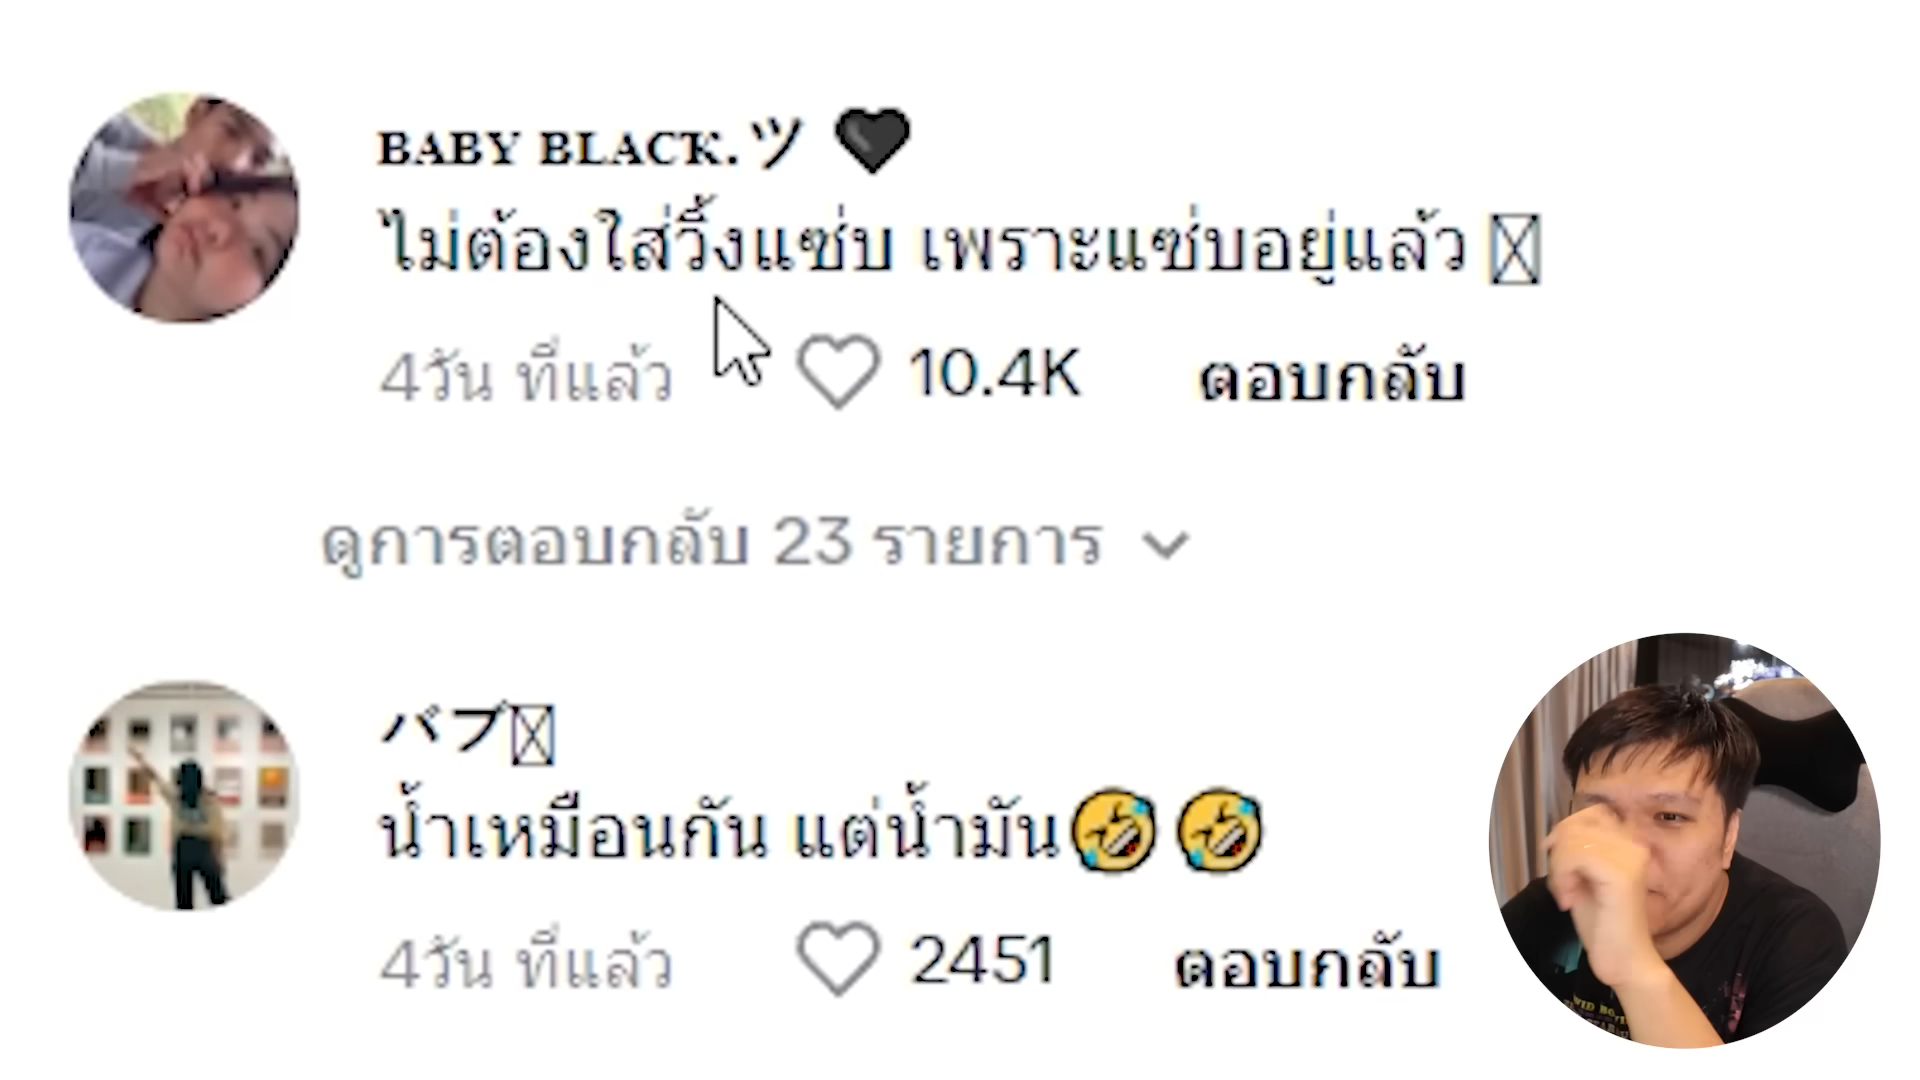 BABY BLACK.ツ 🖤
ไม่ต้องใส่วิ้งแซ่บ เพราะแซ่บอยู่แล้ว
4วัน ที่แล้ว 10.4K ตอบกลับ
ดูการตอบกลับ 23 รายการ
バブ
น้ำเหมือนกัน แต่น้ำมัน🤣🤣
4วัน ที่แล้ว 2451 ตอบกลับ